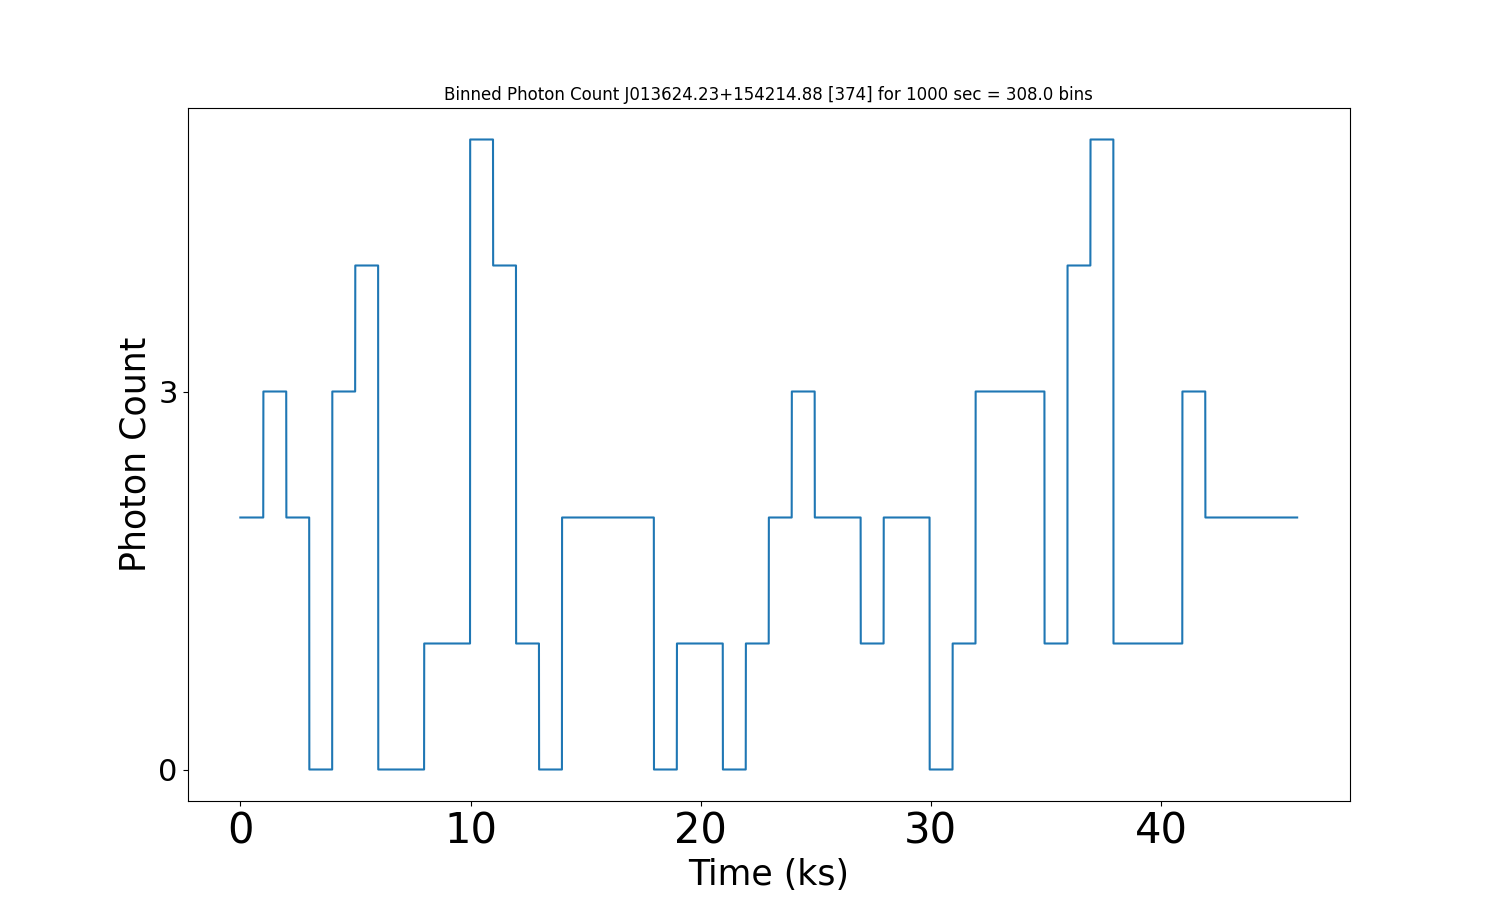 Binned Photon Count J013624.23+154214.88 [374] for 1000 sec = 308.0 bins
Photon Count
3
0
0 10 20 30 40
Time (ks)